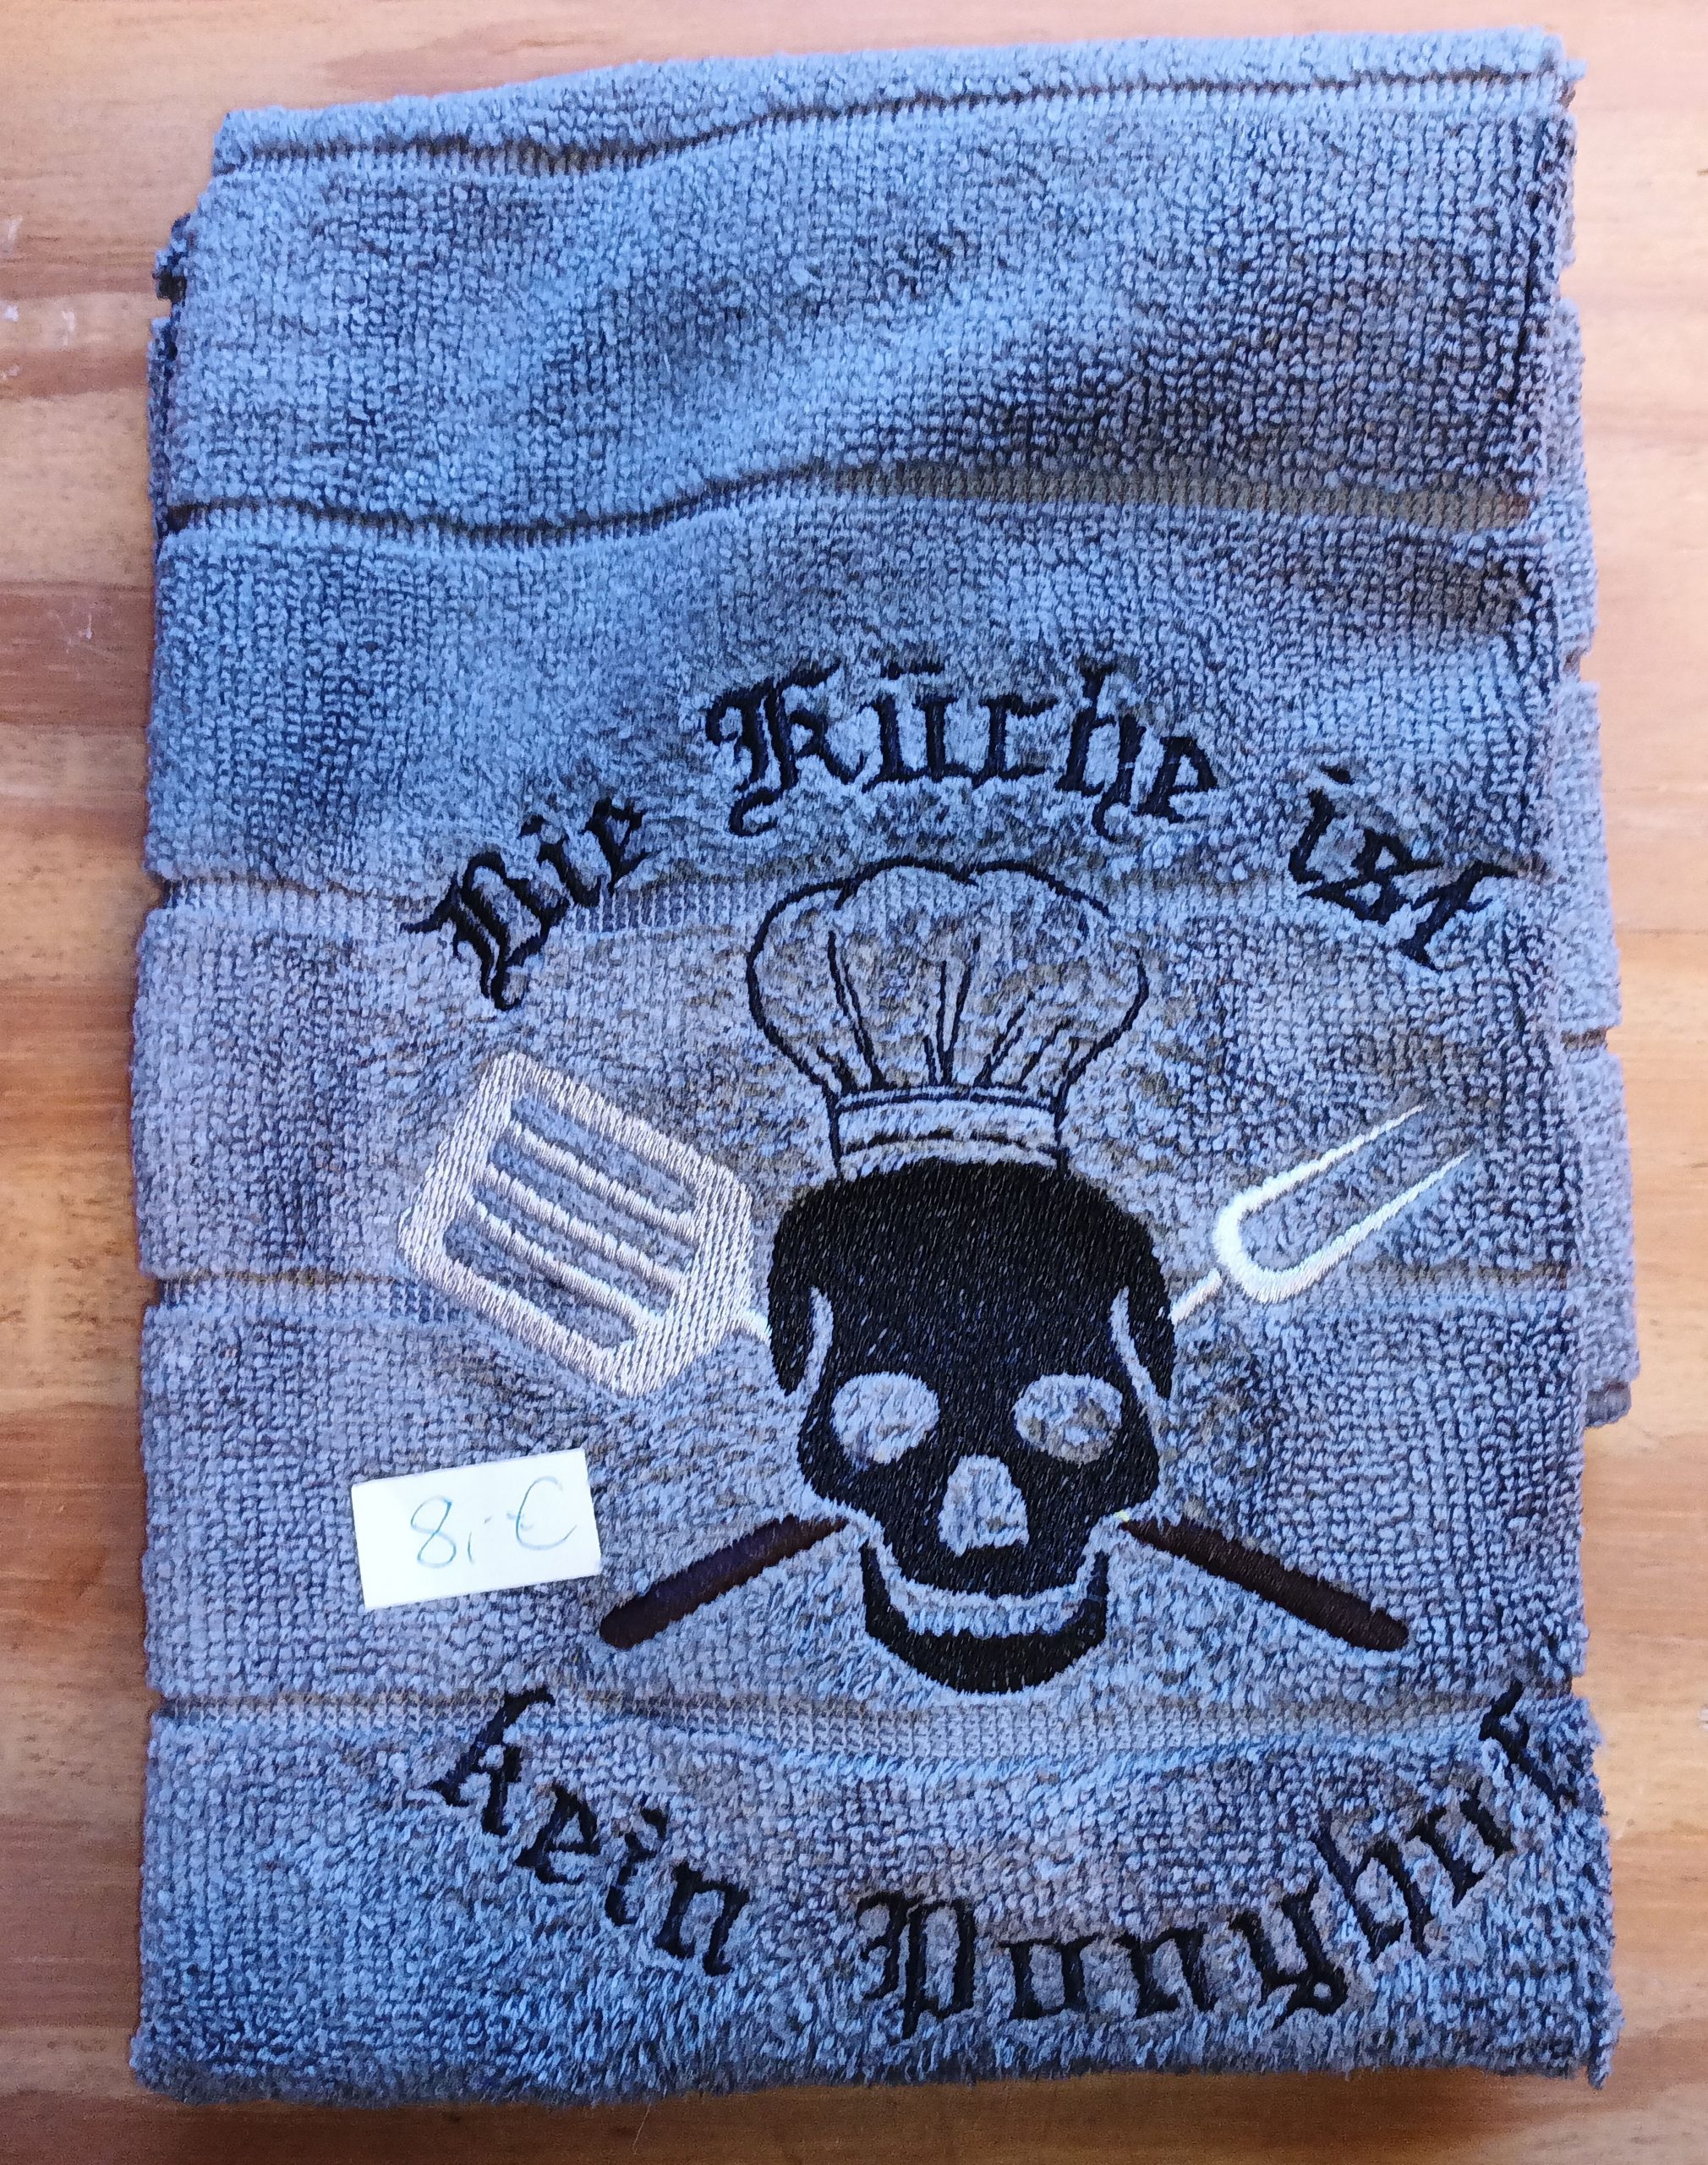 Die Küche ist
8,-€
kein Ponyhof